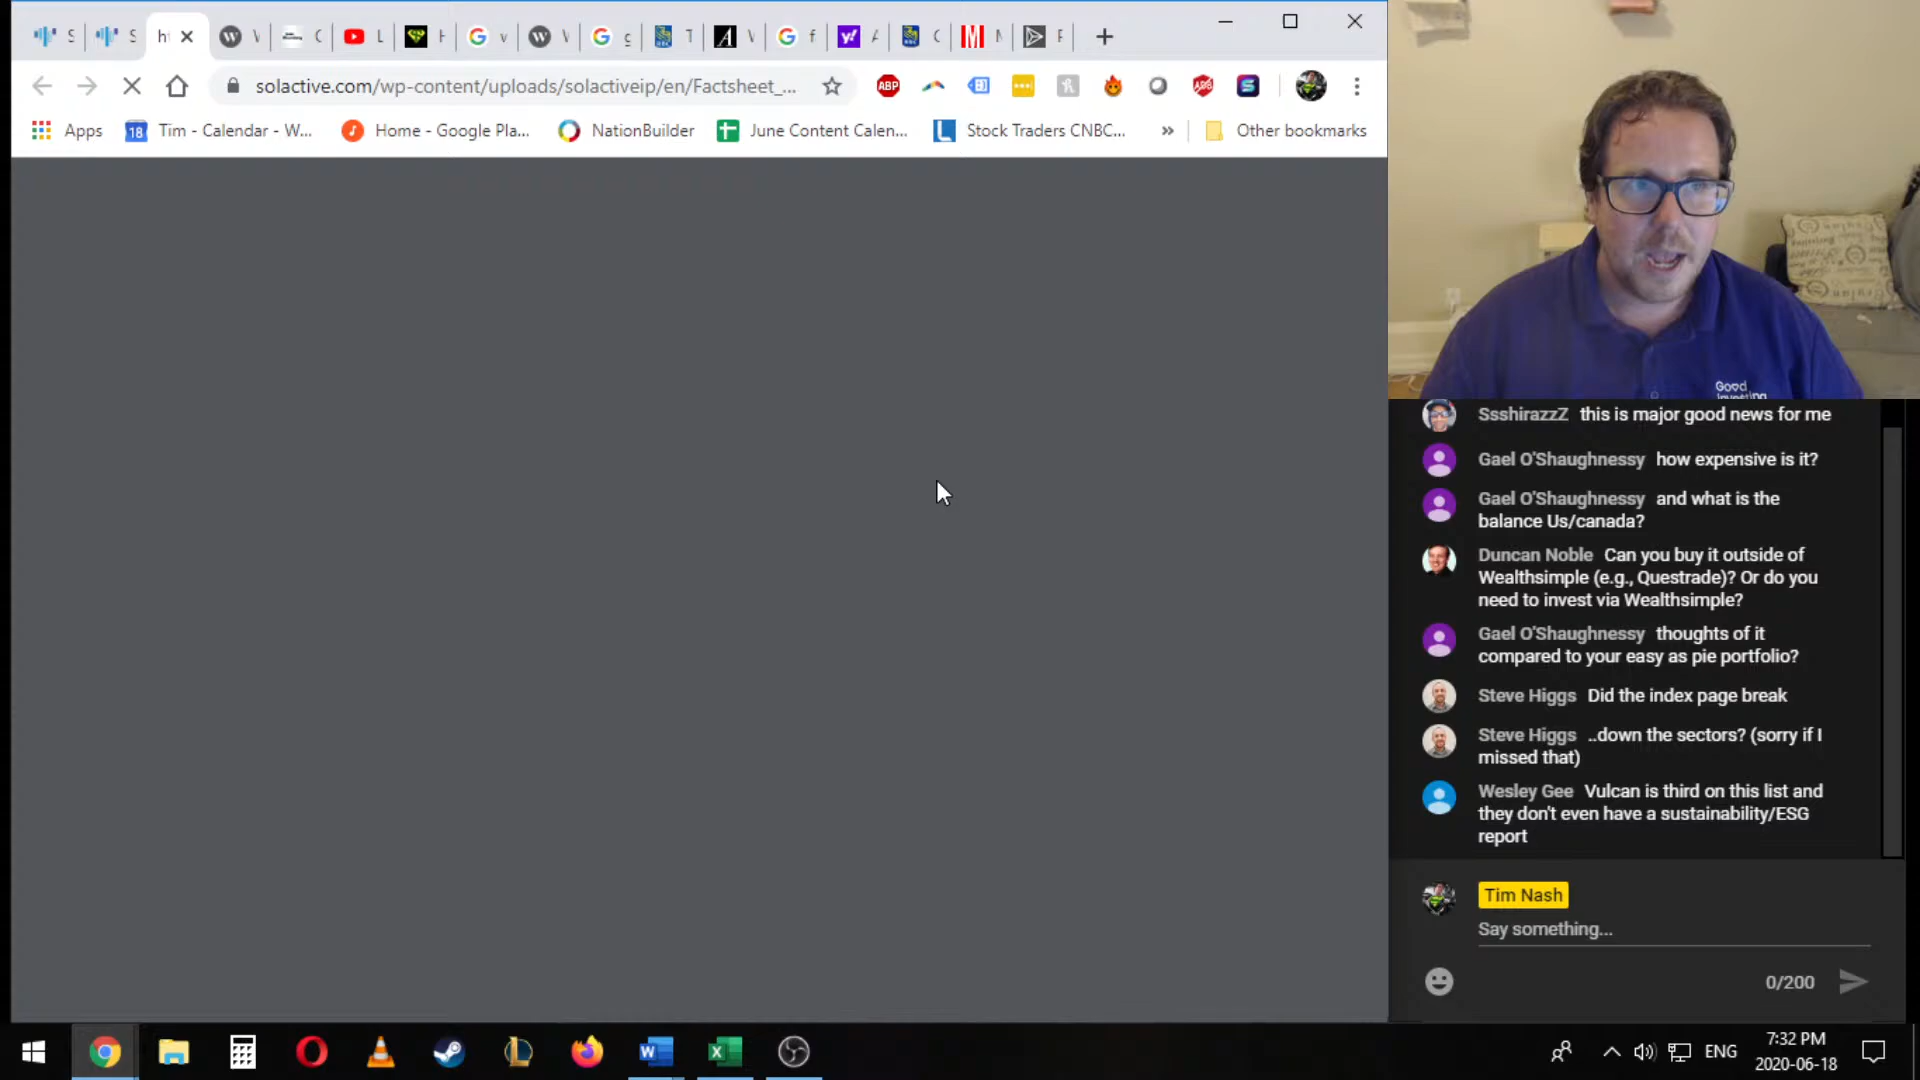 S
S
ht
V
C
L
H
v
V
g
T
V
f
A
C
M
F
solactive.com/wp-content/uploads/solactiveip/en/Factsheet_...
ABP
Apps
18
Tim - Calendar - W...
Home - Google Pla...
NationBuilder
June Content Calen...
Stock Traders CNBC...
Other bookmarks
Good
Investing
SsshirazzZ this is major good news for me
Gael O'Shaughnessy how expensive is it?
Gael O'Shaughnessy and what is the
balance Us/canada?
Duncan Noble Can you buy it outside of
Wealthsimple (e.g., Questrade)? Or do you
need to invest via Wealthsimple?
Gael O'Shaughnessy thoughts of it
compared to your easy as pie portfolio?
Steve Higgs Did the index page break
Steve Higgs ..down the sectors? (sorry if I
missed that)
Wesley Gee Vulcan is third on this list and
they don't even have a sustainability/ESG
report
Tim Nash
Say something...
0/200
ENG
7:32 PM
2020-06-18